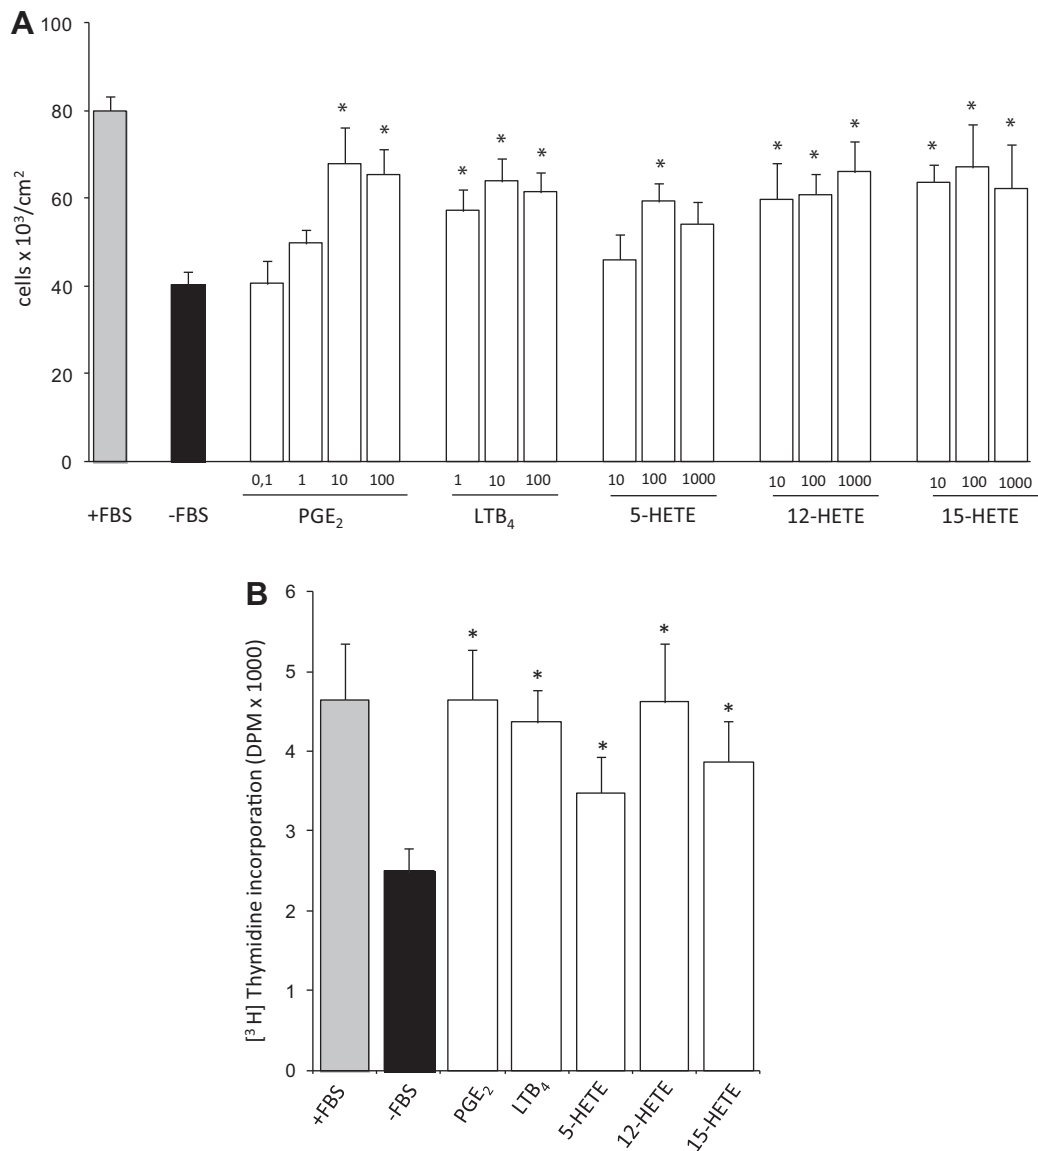 A
100
80
60
40
20
0
cells x 10³/cm²
* * * * * * * * * * * *
0,1 1 10 100 1 10 100 10 100 1000 10 100 1000 10 100 1000
+FBS -FBS PGE₂ LTB₄ 5-HETE 12-HETE 15-HETE
B
6
5
4
3
2
1
0
[³ H] Thymidine incorporation (DPM x 1000)
* * * * *
+FBS -FBS PGE₂ LTB₄ 5-HETE 12-HETE 15-HETE